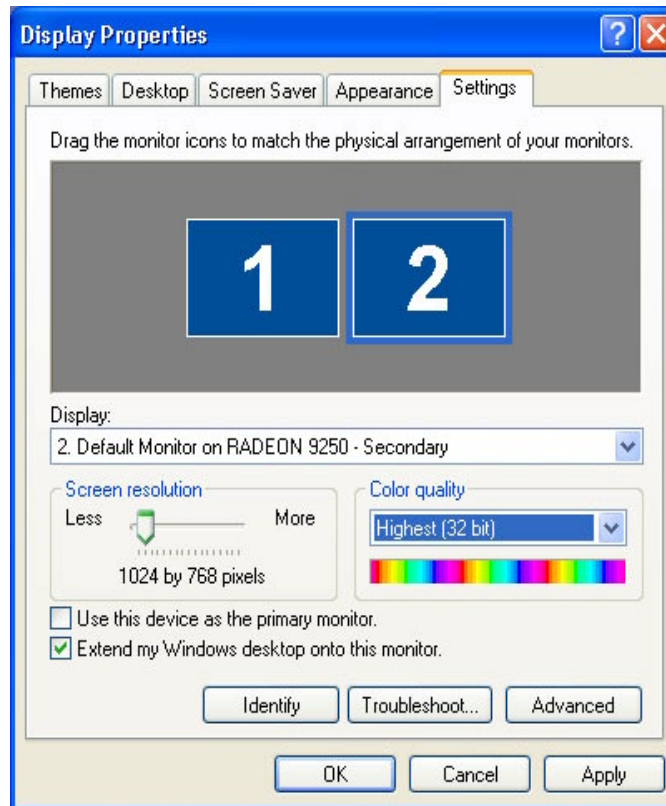 Display Properties
?
Themes Desktop Screen Saver Appearance Settings
Drag the monitor icons to match the physical arrangement of your monitors.
1 2
Display:
2. Default Monitor on RADEON 9250 - Secondary
Screen resolution
Less More
1024 by 768 pixels
Color quality
Highest (32 bit)
Use this device as the primary monitor.
Extend my Windows desktop onto this monitor.
Identify Troubleshoot... Advanced
OK Cancel Apply